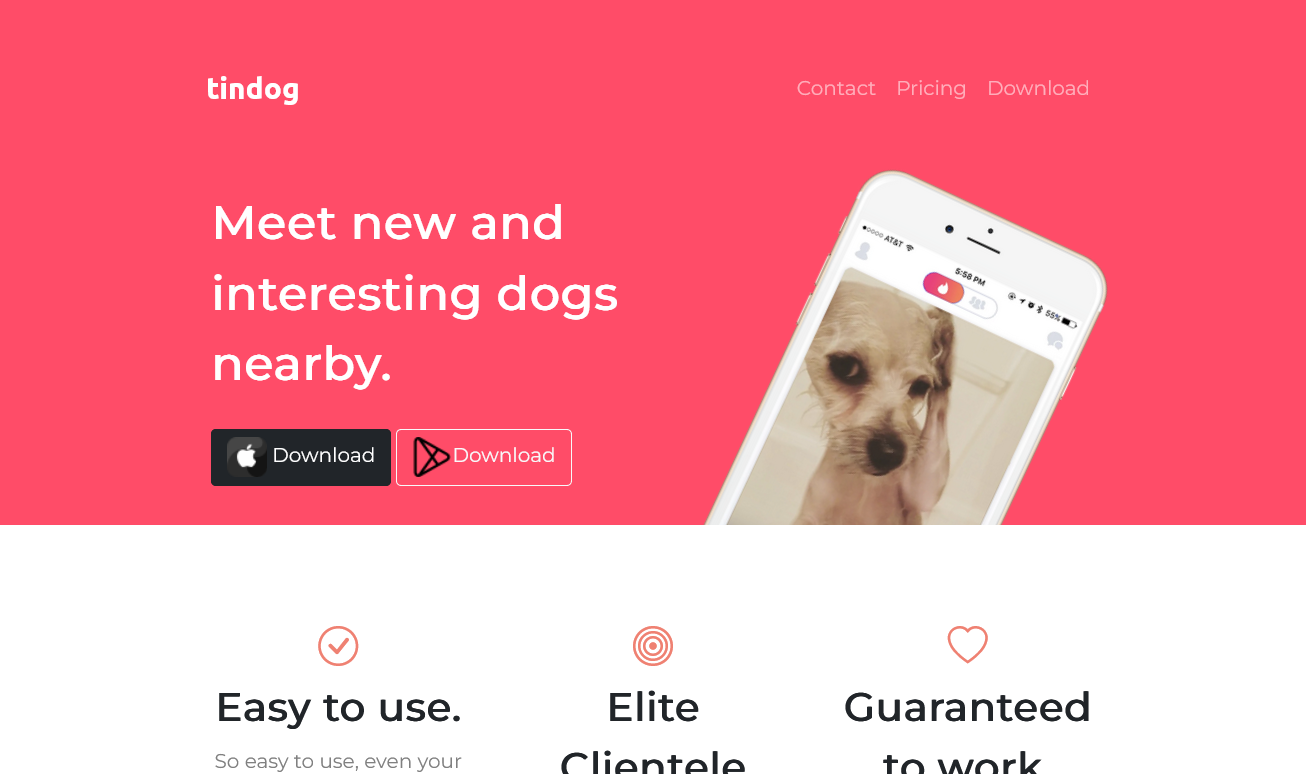 tindog
Contact Pricing Download
Meet new and
interesting dogs
nearby.
AT&T
5:58 PM
55%
Download Download
Easy to use.
Elite
Clientele
Guaranteed
to work
So easy to use, even your